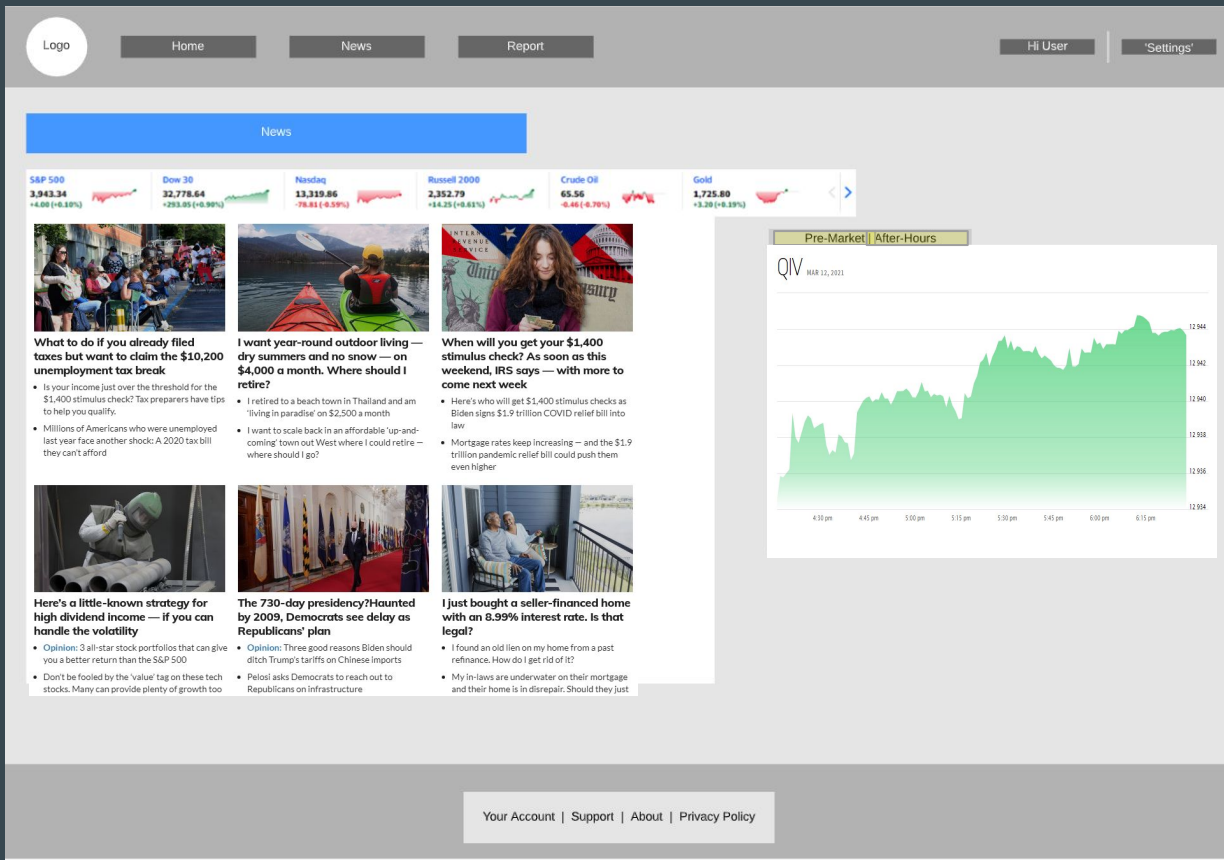 Logo
Home
News
Report
Hi User
'Settings'
News
S&P 500
3,943.34
+4.00 (+0.10%)
Dow 30
32,778.64
+293.05 (+0.90%)
Nasdaq
13,319.86
-78.81 (-0.59%)
Russell 2000
2,352.79
+14.25 (+0.61%)
Crude Oil
65.56
-0.46 (-0.70%)
Gold
1,725.80
+3.20 (+0.19%)
INTERN
REVENUE
SERVICE
Unit
asury
What to do if you already filed
taxes but want to claim the $10,200
unemployment tax break
• Is your income just over the threshold for the
$1,400 stimulus check? Tax preparers have tips
to help you qualify.
• Millions of Americans who were unemployed
last year face another shock: A 2020 tax bill
they can't afford
I want year-round outdoor living —
dry summers and no snow — on
$4,000 a month. Where should I
retire?
• I retired to a beach town in Thailand and am
'living in paradise' on $2,500 a month
• I want to scale back in an affordable 'up-and-
coming' town out West where I could retire —
where should I go?
When will you get your $1,400
stimulus check? As soon as this
weekend, IRS says — with more to
come next week
• Here's who will get $1,400 stimulus checks as
Biden signs $1.9 trillion COVID relief bill into
law
• Mortgage rates keep increasing — and the $1.9
trillion pandemic relief bill could push them
even higher
Here's a little-known strategy for
high dividend income — if you can
handle the volatility
• Opinion: 3 all-star stock portfolios that can give
you a better return than the S&P 500
• Don't be fooled by the 'value' tag on these tech
stocks. Many can provide plenty of growth too
The 730-day presidency?Haunted
by 2009, Democrats see delay as
Republicans' plan
• Opinion: Three good reasons Biden should
ditch Trump's tariffs on Chinese imports
• Pelosi asks Democrats to reach out to
Republicans on infrastructure
I just bought a seller-financed home
with an 8.99% interest rate. Is that
legal?
• I found an old lien on my home from a past
refinance. How do I get rid of it?
• My in-laws are underwater on their mortgage
and their home is in disrepair. Should they just
Pre-Market || After-Hours
QIV MAR 12, 2021
12 944
12 942
12 940
12 938
12 936
12 934
4:30 pm 4:45 pm 5:00 pm 5:15 pm 5:30 pm 5:45 pm 6:00 pm 6:15 pm
Your Account | Support | About | Privacy Policy